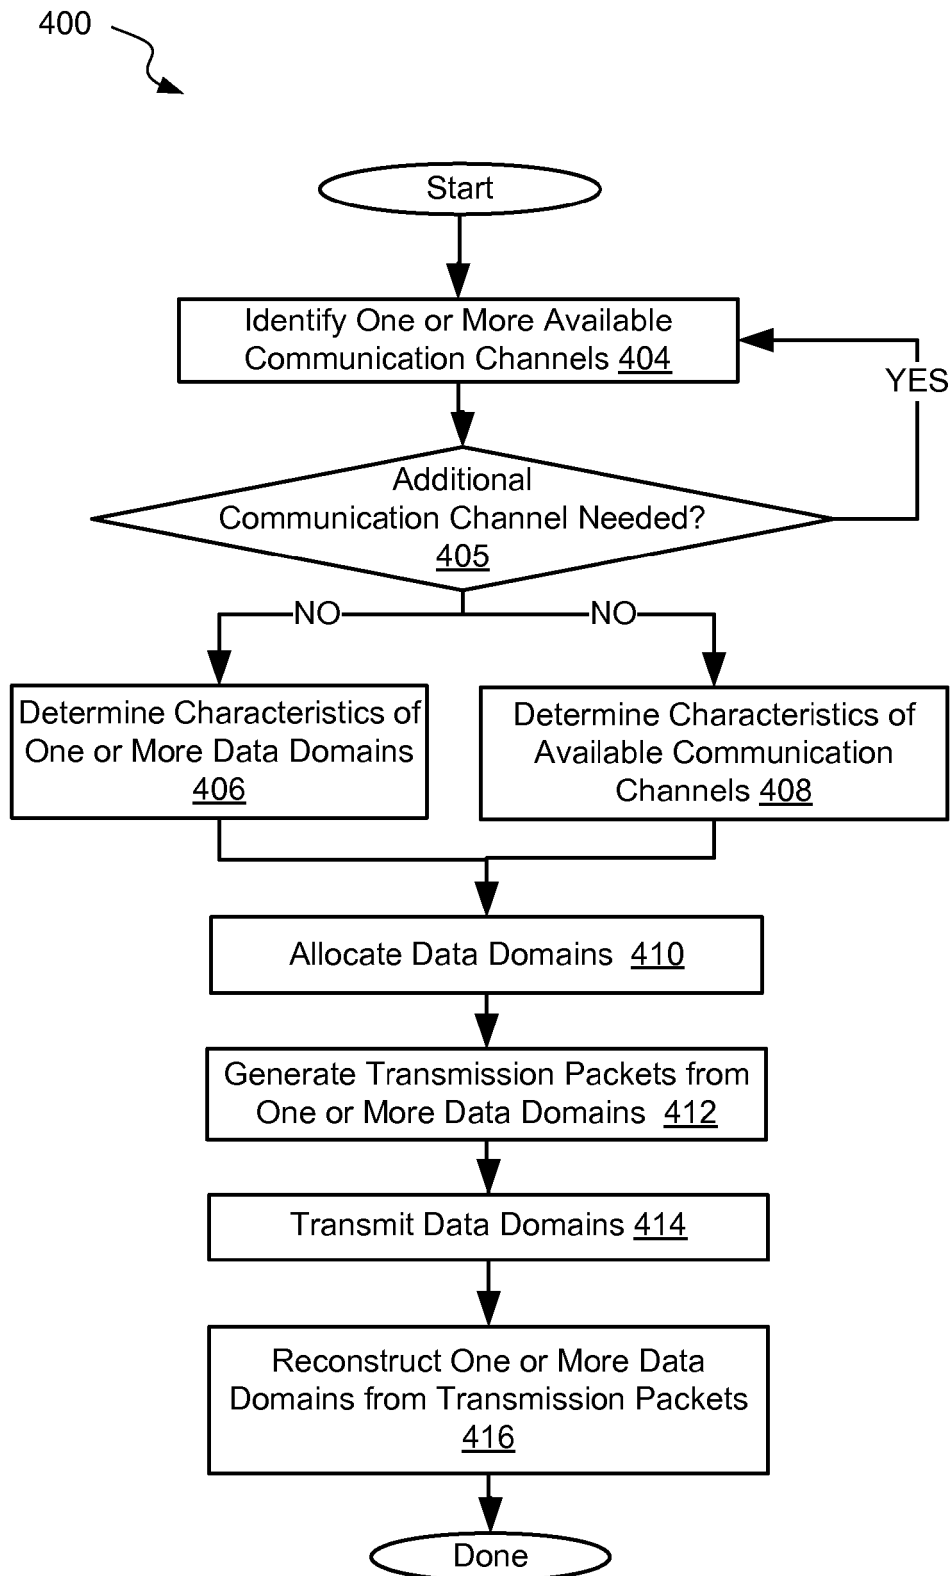 400
Start
Identify One or More Available
Communication Channels 404
YES
Additional
Communication Channel Needed?
405
NO
NO
Determine Characteristics of
One or More Data Domains
406
Determine Characteristics of
Available Communication
Channels 408
Allocate Data Domains 410
Generate Transmission Packets from
One or More Data Domains 412
Transmit Data Domains 414
Reconstruct One or More Data
Domains from Transmission Packets
416
Done